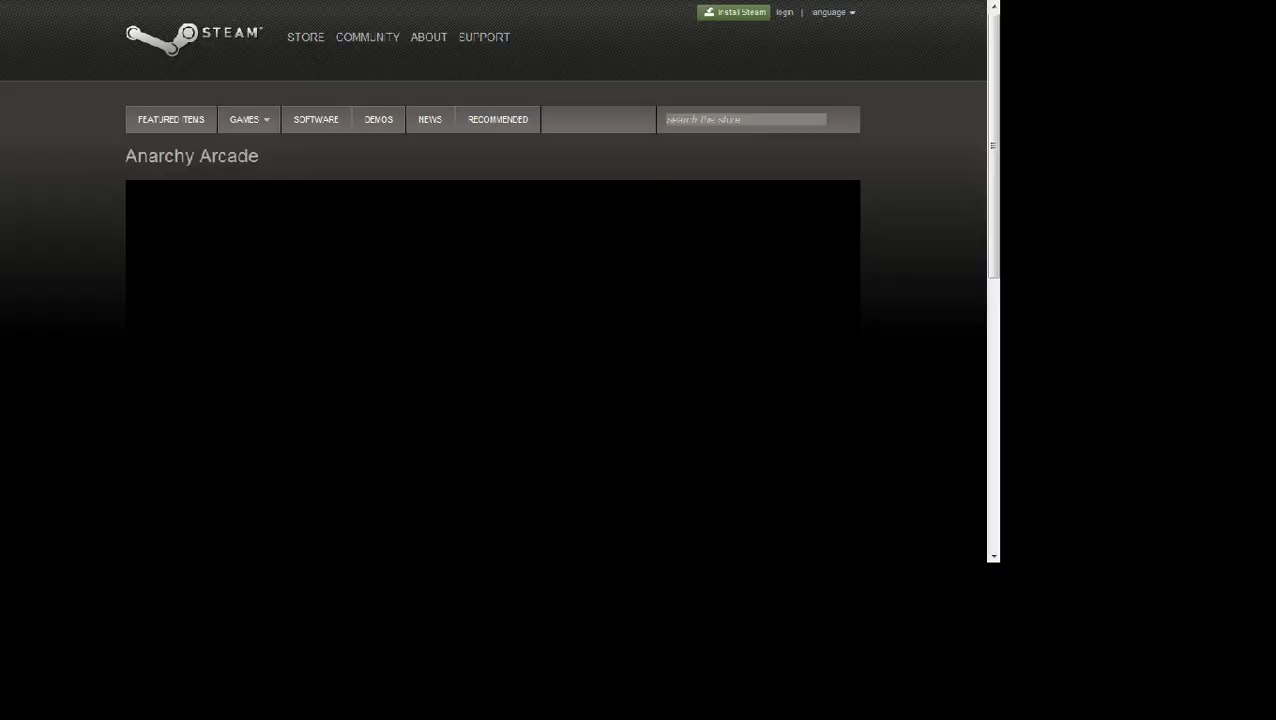 Install Steam login | language
STEAM™ STORE COMMUNITY ABOUT SUPPORT
FEATURED ITEMS GAMES SOFTWARE DEMOS NEWS RECOMMENDED search the store
Anarchy Arcade